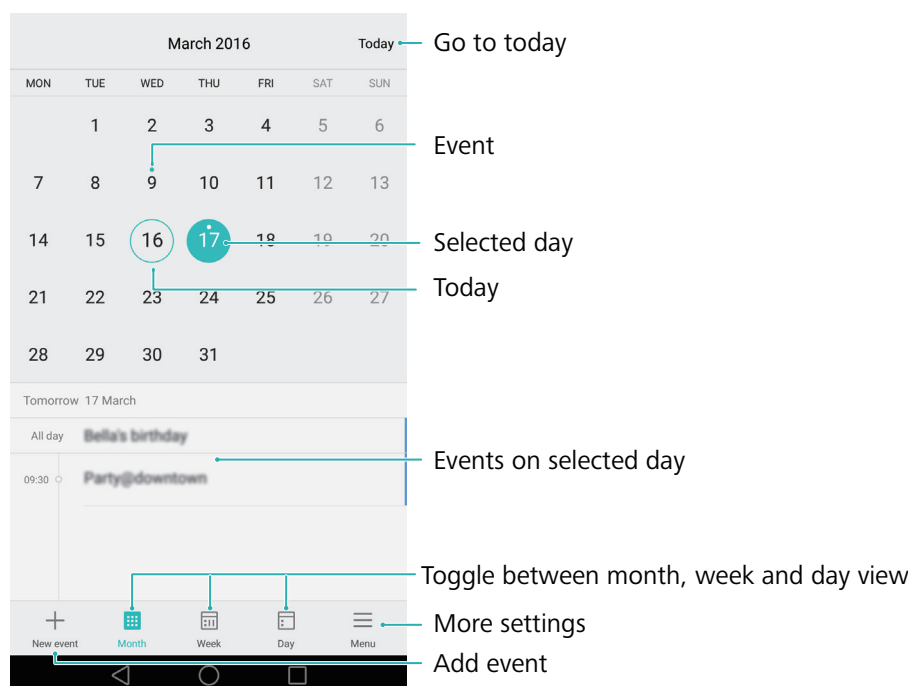 March 2016 Today Go to today
MON TUE WED THU FRI SAT SUN
1 2 3 4 5 6
Event
7 8 9 10 11 12 13
14 15 16 17 18 19 20
Selected day
Today
21 22 23 24 25 26 27
28 29 30 31
Tomorrow 17 March
All day Bella's birthday
Events on selected day
09:30 Party@downtown
Toggle between month, week and day view
More settings
New event Month Week Day Menu
Add event